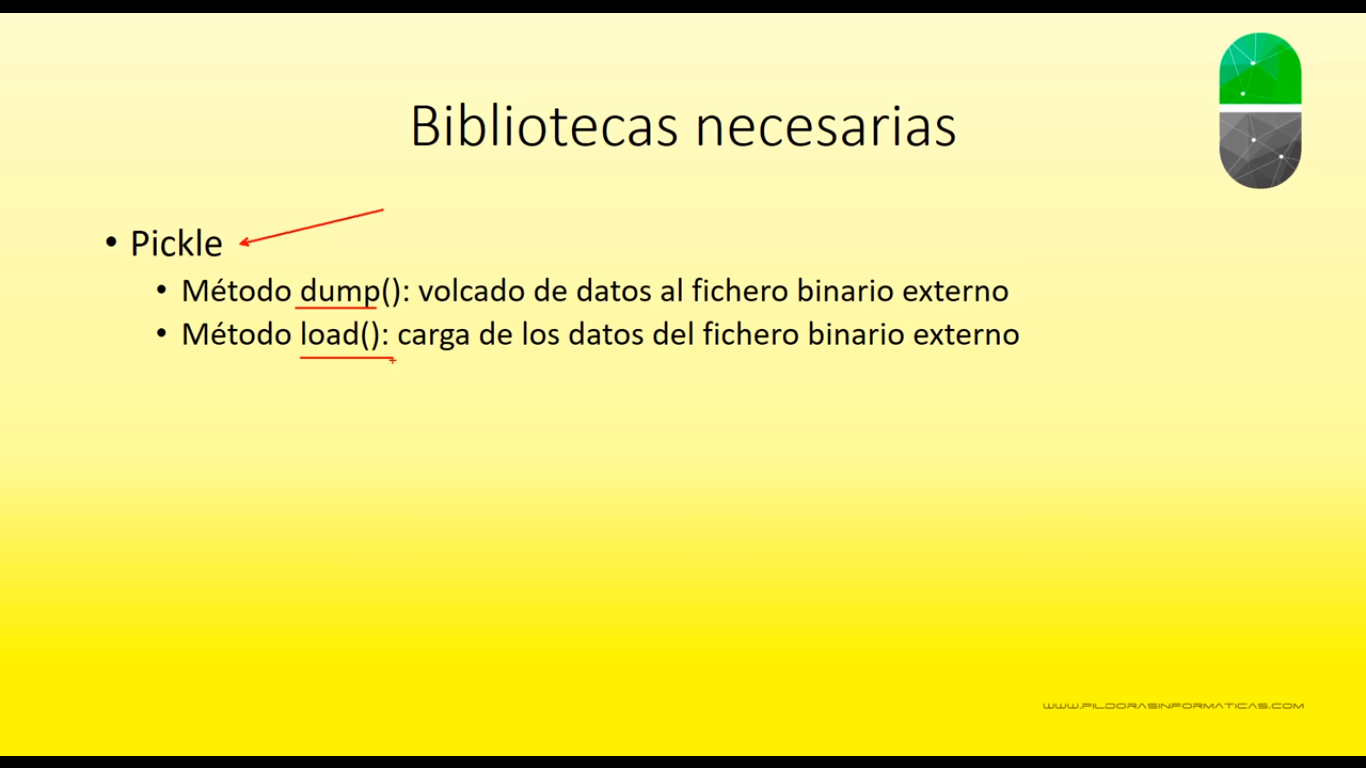 Bibliotecas necesarias
• Pickle
• Método dump(): volcado de datos al fichero binario externo
• Método load(): carga de los datos del fichero binario externo
WWW.PILDORASINFORMATICAS.COM